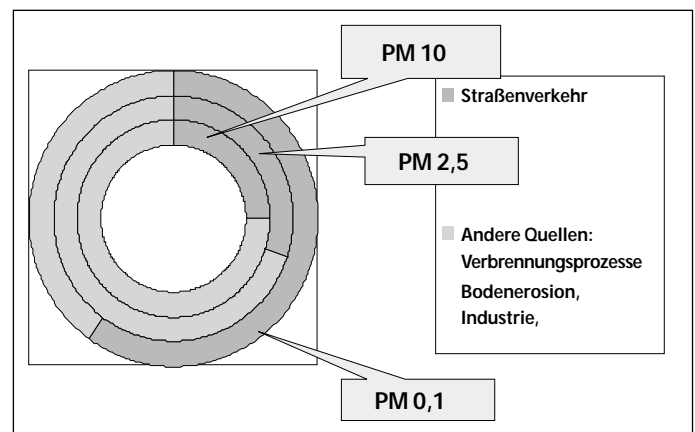 PM 10
Straßenverkehr
PM 2,5
Andere Quellen:
Verbrennungsprozesse
Bodenerosion,
Industrie,
PM 0,1